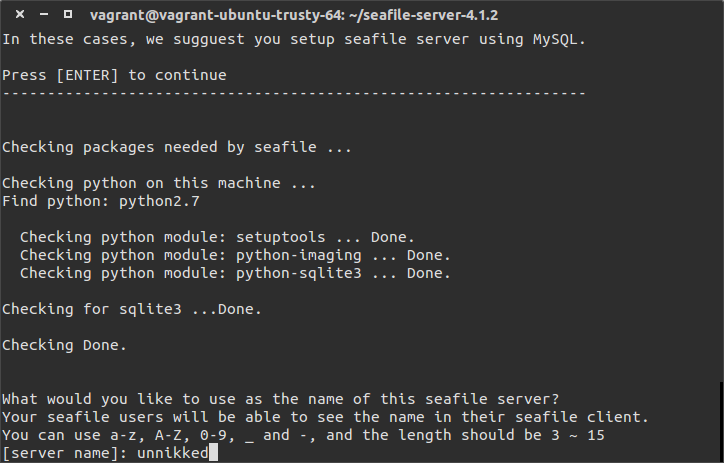 vagrant@vagrant-ubuntu-trusty-64: ~/seafile-server-4.1.2
In these cases, we sugguest you setup seafile server using MySQL.
Press [ENTER] to continue
-----------------------------------------------------------------
Checking packages needed by seafile ...
Checking python on this machine ...
Find python: python2.7
Checking python module: setuptools ... Done.
Checking python module: python-imaging ... Done.
Checking python module: python-sqlite3 ... Done.
Checking for sqlite3 ...Done.
Checking Done.
What would you like to use as the name of this seafile server?
Your seafile users will be able to see the name in their seafile client.
You can use a-z, A-Z, 0-9, _ and -, and the length should be 3 ~ 15
[server name]: unnikked